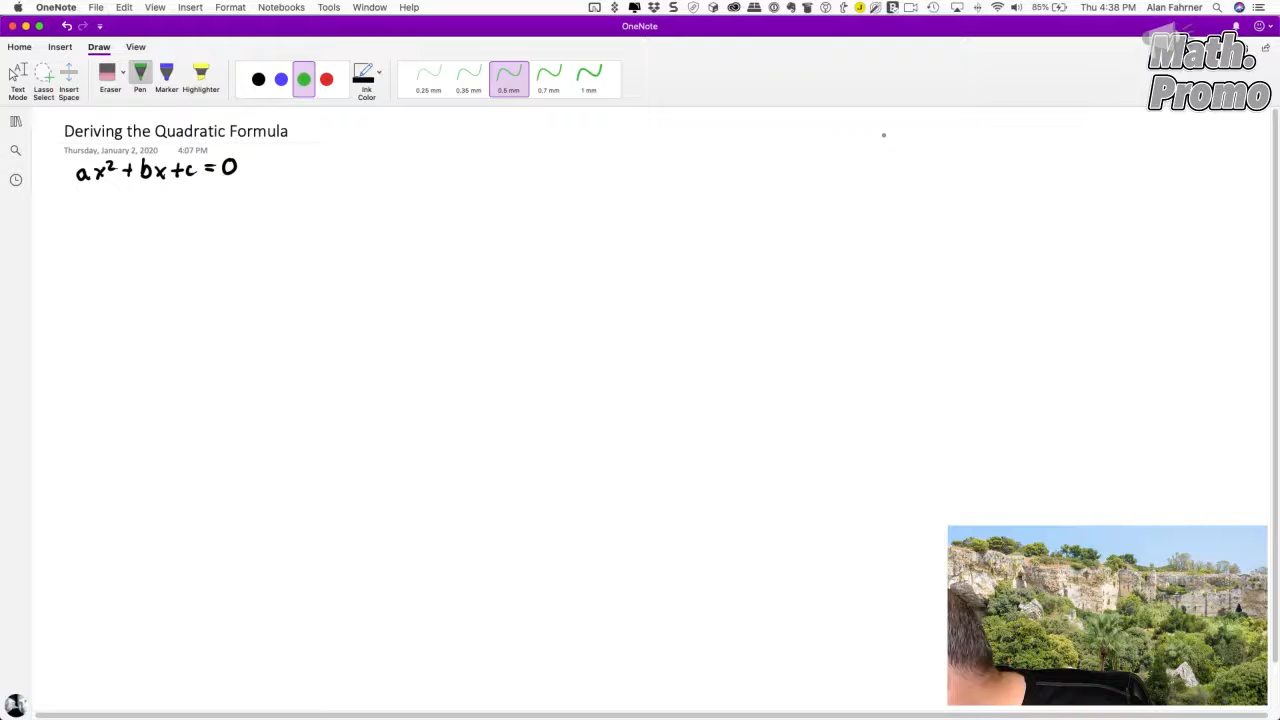 OneNote File Edit View Insert Format Notebooks Tools Window Help 85% Thu 4:38 PM Alan Fahrner
OneNote
Home Insert Draw View
Text Mode Lasso Select Insert Space Eraser Pen Marker Highlighter Ink Color 0.25 mm 0.35 mm 0.5 mm 0.7 mm 1 mm
Math.
Promo
Deriving the Quadratic Formula
Thursday, January 2, 2020 4:07 PM
ax² + bx + c = 0